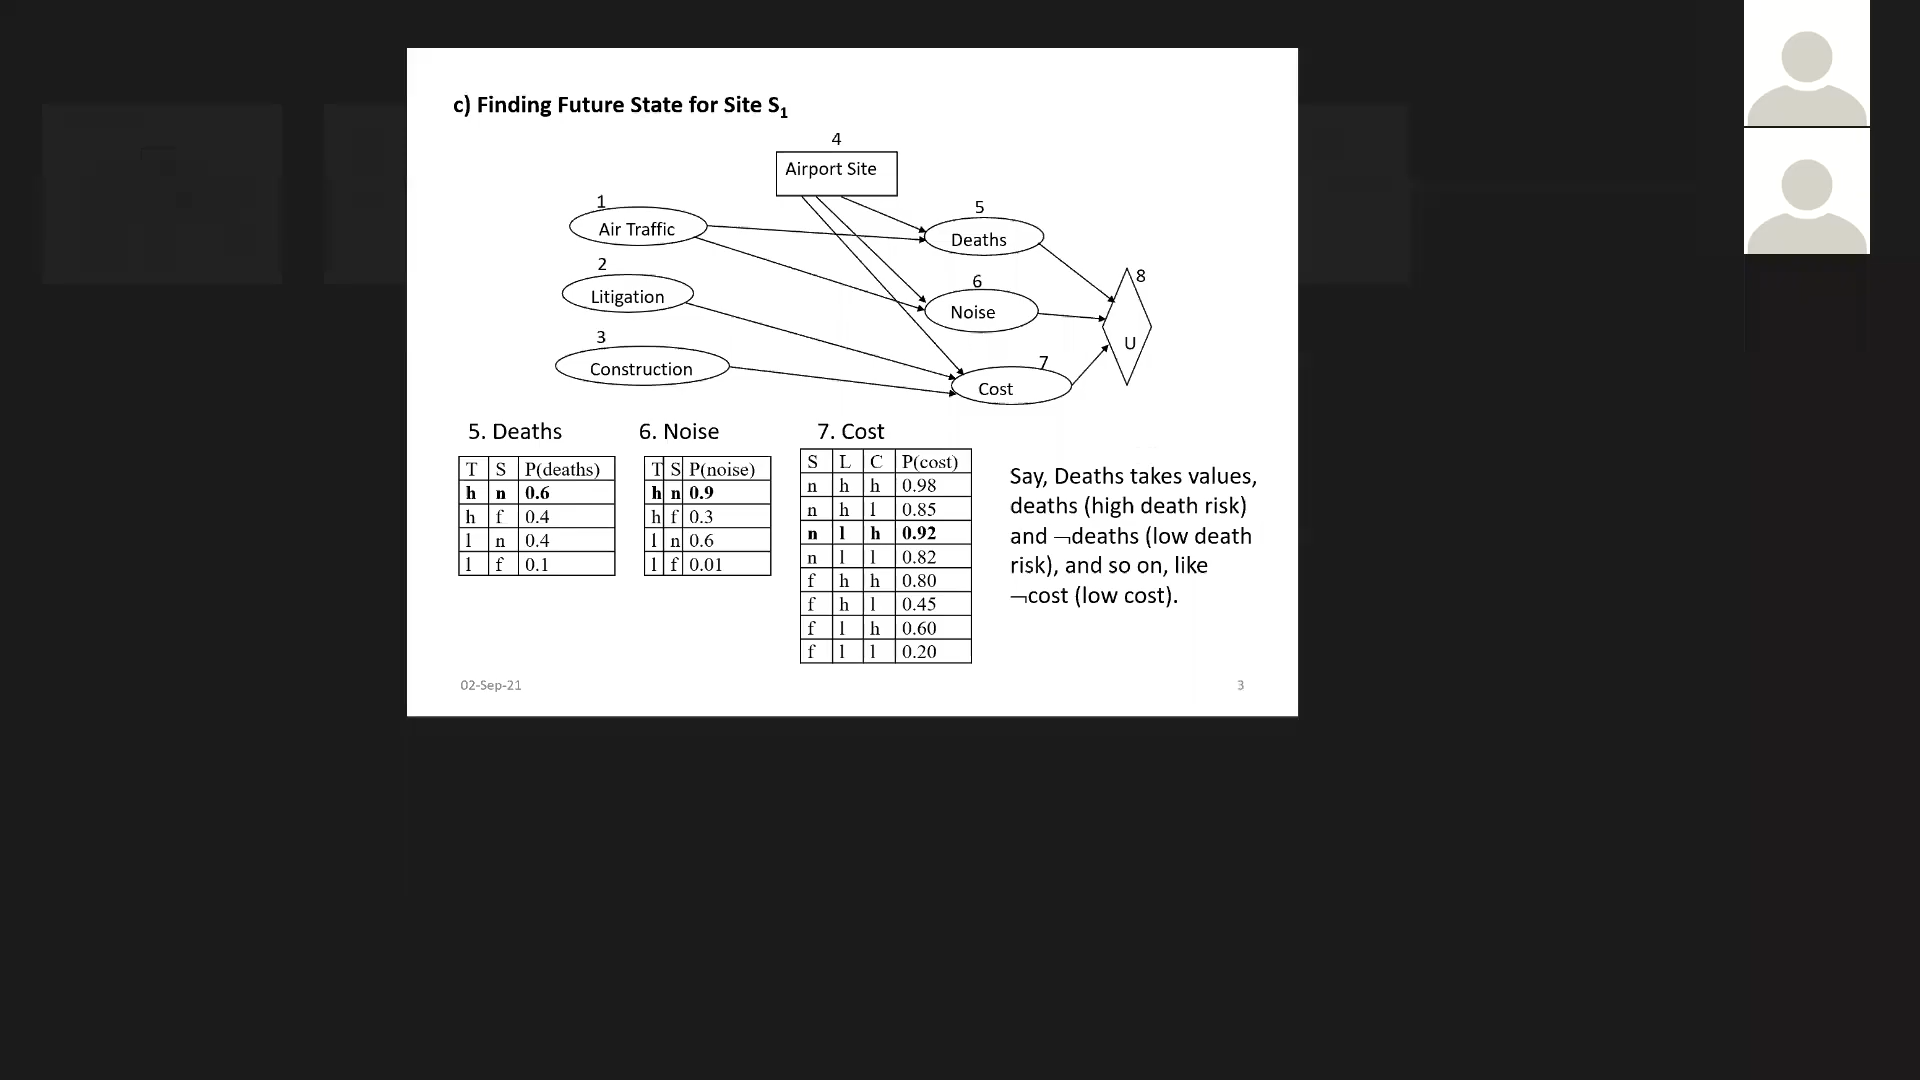 c) Finding Future State for Site S1
4
Airport Site
1
Air Traffic
5
Deaths
2
Litigation
6
Noise
8
U
3
Construction
7
Cost
5. Deaths
T S P(deaths)
h n 0.6
h f 0.4
l n 0.4
l f 0.1
6. Noise
T S P(noise)
h n 0.9
h f 0.3
l n 0.6
l f 0.01
7. Cost
S L C P(cost)
n h h 0.98
n h l 0.85
n l h 0.92
n l l 0.82
f h h 0.80
f h l 0.45
f l h 0.60
f l l 0.20
Say, Deaths takes values,
deaths (high death risk)
and ¬deaths (low death
risk), and so on, like
¬cost (low cost).
02-Sep-21
3